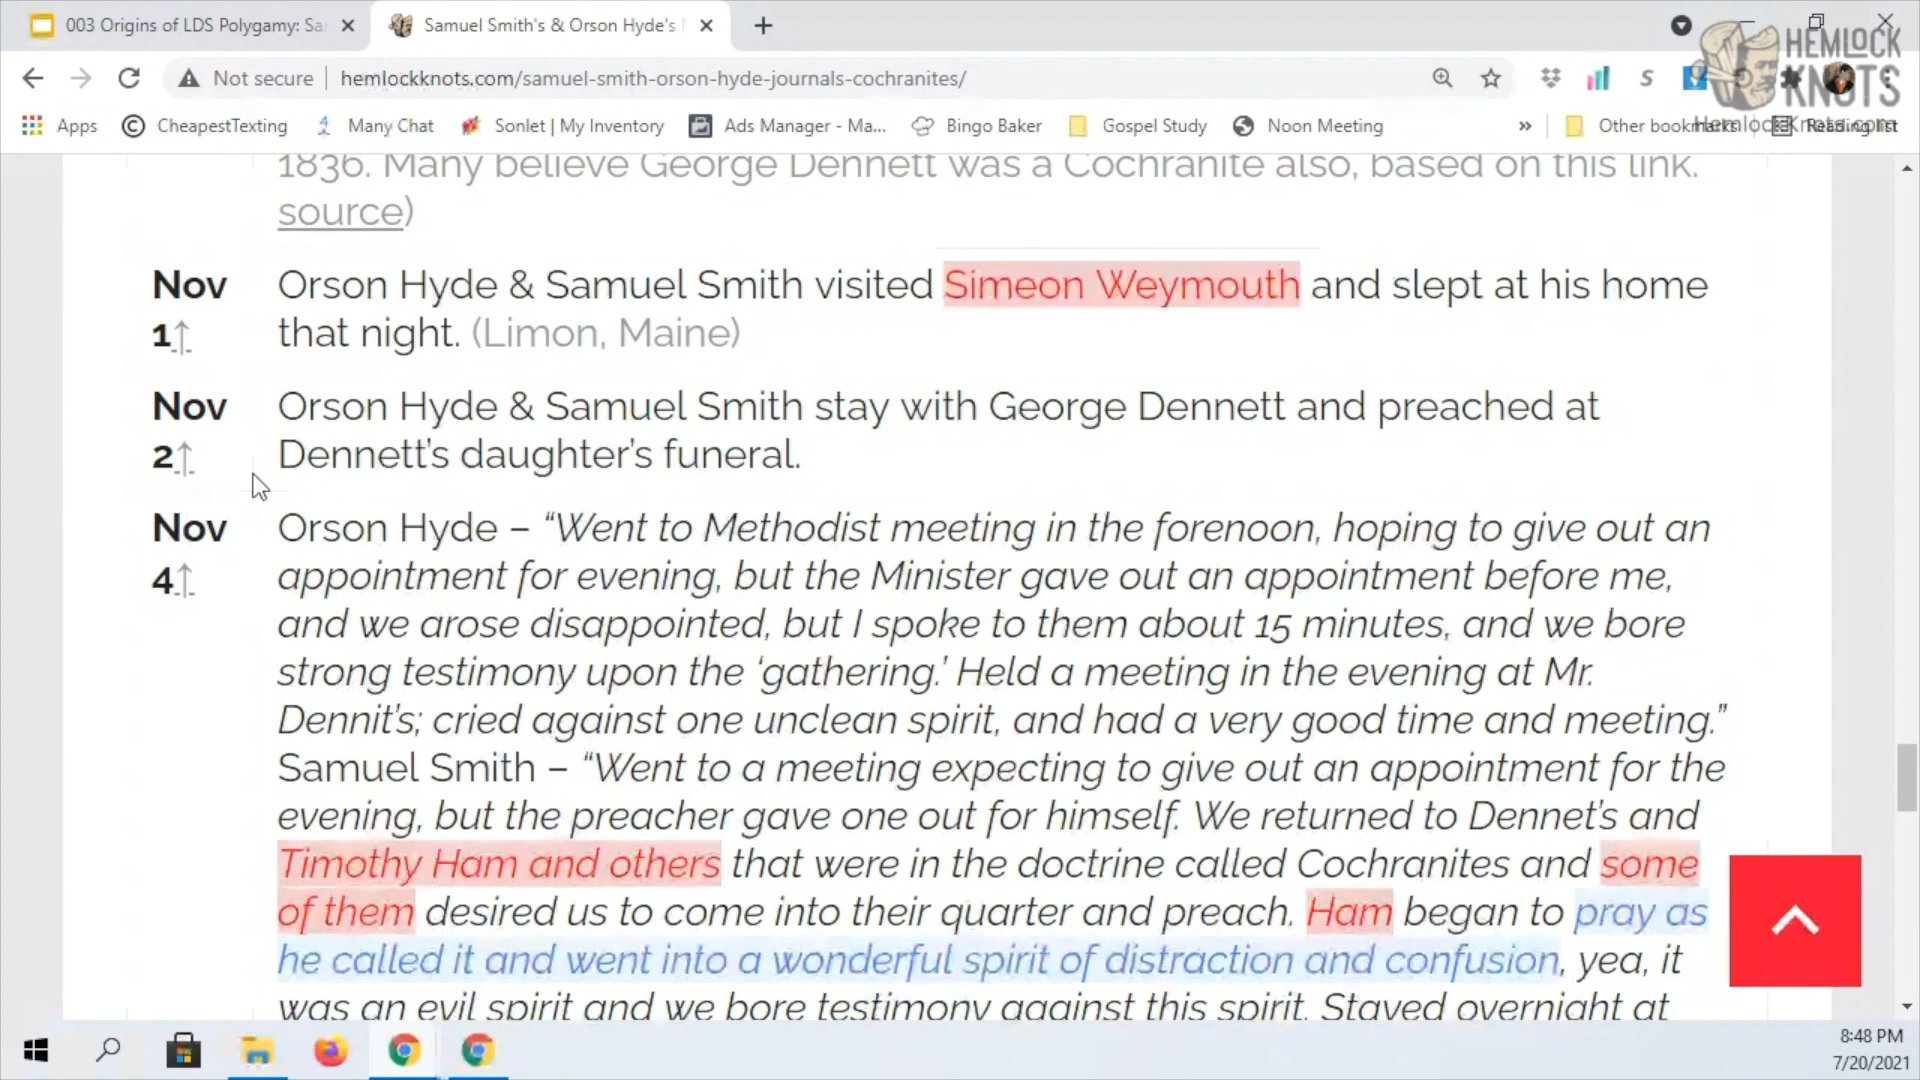 003 Origins of LDS Polygamy: Sa
Samuel Smith's & Orson Hyde's
Not secure
hemlockknots.com/samuel-smith-orson-hyde-journals-cochranites/
S
HEMLOCK
KNOTS
HemlockKnots.com
Apps
CheapestTexting
Many Chat
Sonlet | My Inventory
Ads Manager - Ma...
Bingo Baker
Gospel Study
Noon Meeting
»
Other bookmarks
Reading list
1836. Many believe George Dennett was a Cochranite also, based on this link.
source)
Nov Orson Hyde & Samuel Smith visited Simeon Weymouth and slept at his home
1↑ that night. (Limon, Maine)
Nov Orson Hyde & Samuel Smith stay with George Dennett and preached at
2↑ Dennett's daughter's funeral.
Nov Orson Hyde – “Went to Methodist meeting in the forenoon, hoping to give out an
4↑ appointment for evening, but the Minister gave out an appointment before me,
and we arose disappointed, but I spoke to them about 15 minutes, and we bore
strong testimony upon the ‘gathering.’ Held a meeting in the evening at Mr.
Dennit’s; cried against one unclean spirit, and had a very good time and meeting.”
Samuel Smith – “Went to a meeting expecting to give out an appointment for the
evening, but the preacher gave one out for himself. We returned to Dennet’s and
Timothy Ham and others that were in the doctrine called Cochranites and some
of them desired us to come into their quarter and preach. Ham began to pray as
he called it and went into a wonderful spirit of distraction and confusion, yea, it
was an evil spirit and we bore testimony against this spirit. Stayed overnight at
8:48 PM
7/20/2021